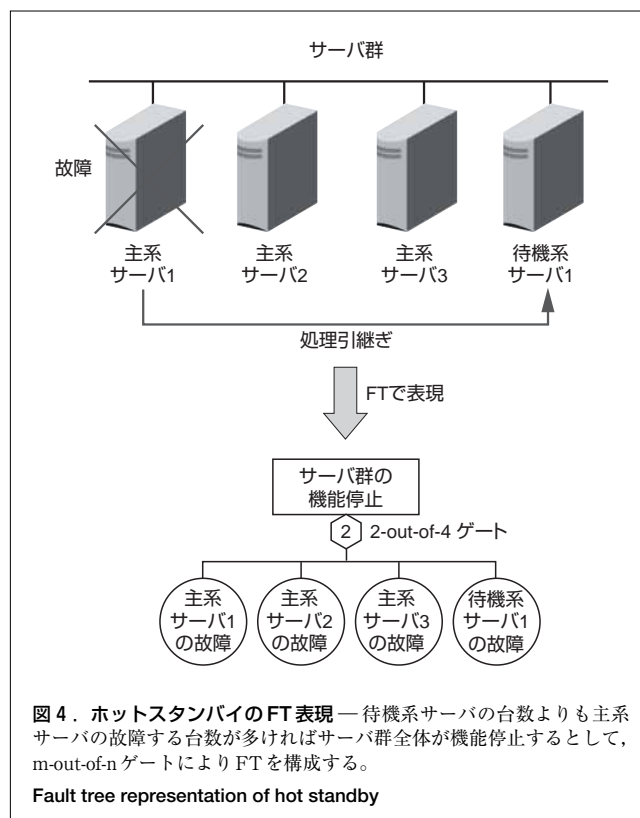 サーバ群
故障
主系
サーバ1
主系
サーバ2
主系
サーバ3
待機系
サーバ1
処理引継ぎ
FTで表現
サーバ群の
機能停止
2
2-out-of-4 ゲート
主系
サーバ1
の故障
主系
サーバ2
の故障
主系
サーバ3
の故障
待機系
サーバ1
の故障
図4．ホットスタンバイのFT表現 — 待機系サーバの台数よりも主系
サーバの故障する台数が多ければサーバ群全体が機能停止するとして，
m-out-of-nゲートによりFTを構成する。
Fault tree representation of hot standby